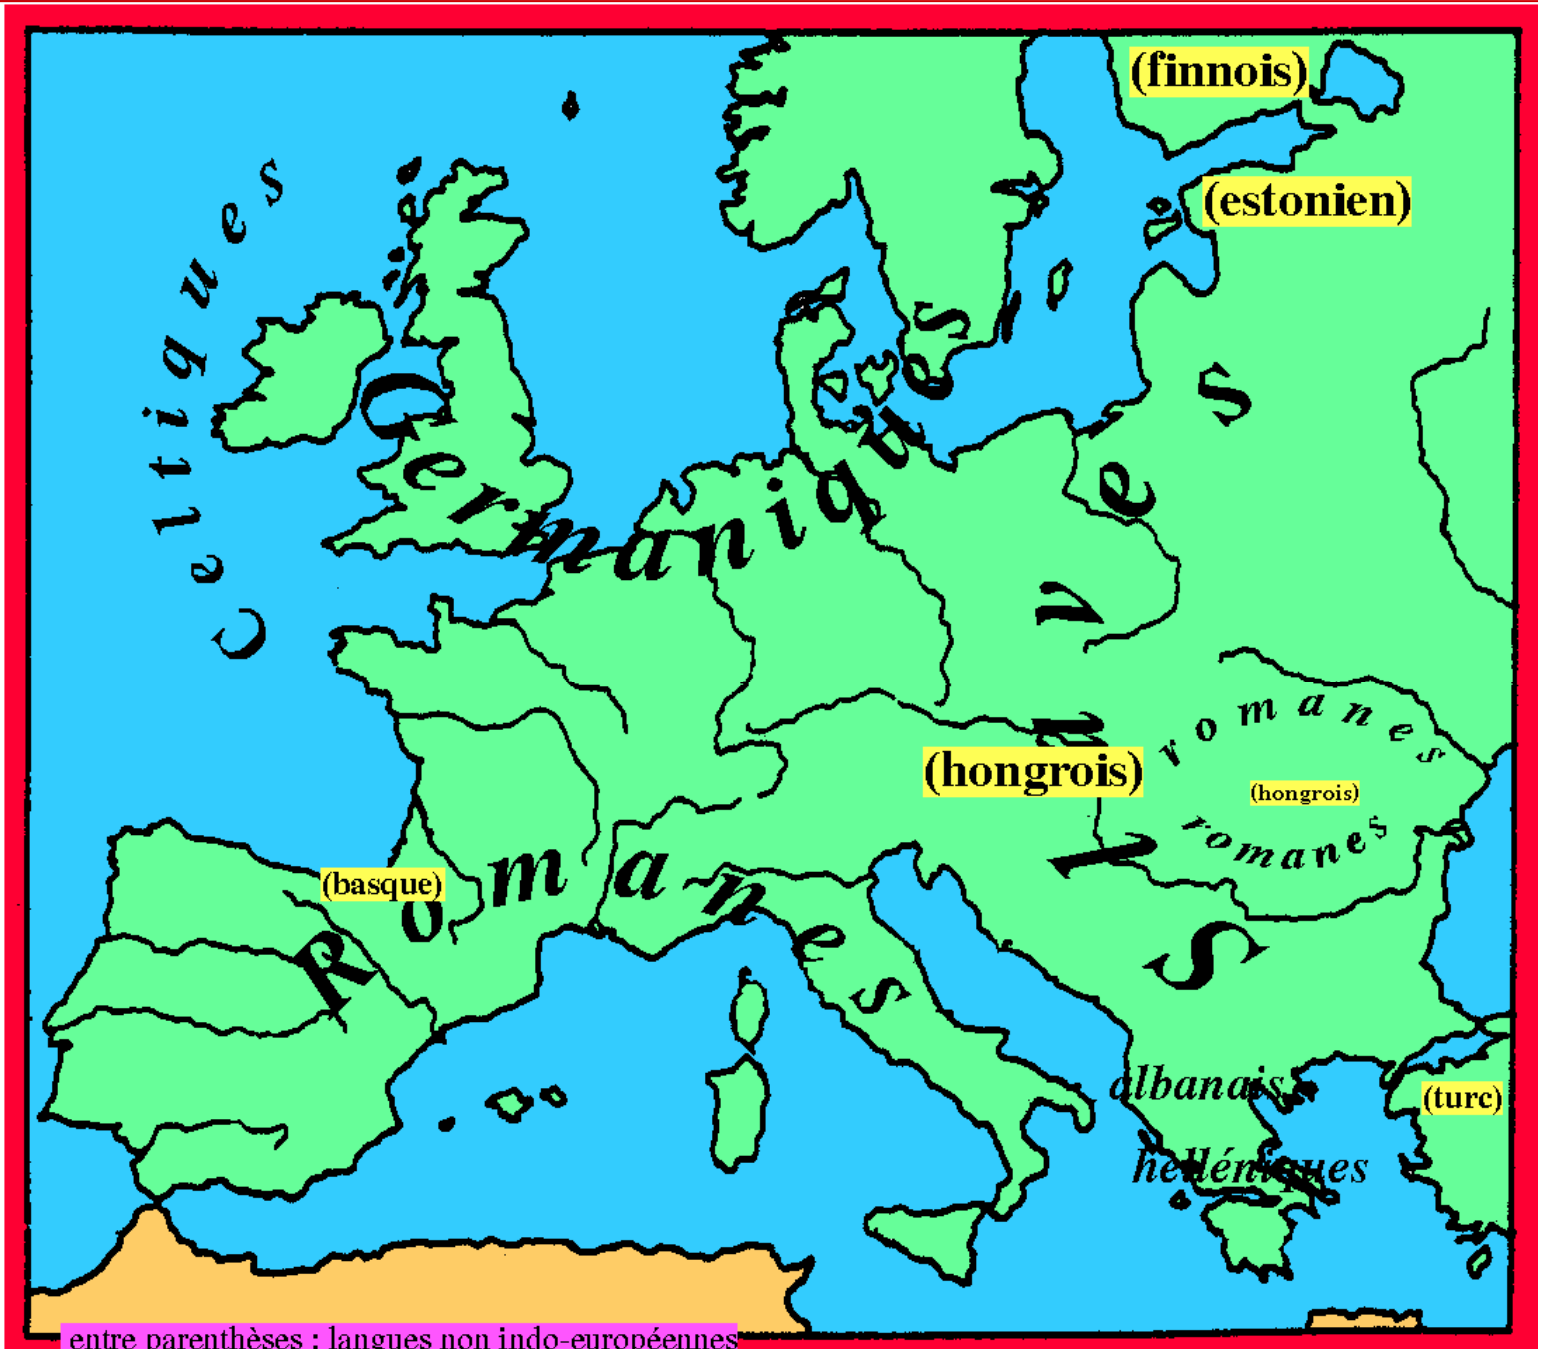 (finnois)
(estonien)
Celtiques
Germaniques
Slaves
romanes
(hongrois)
(hongrois)
romanes
(basque)
Romanes
albanais
(turc)
helléniques
entre parenthèses : langues non indo-européennes